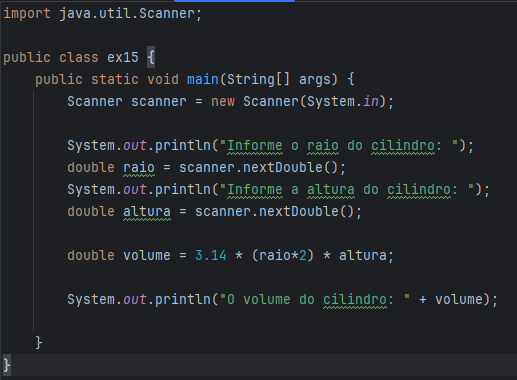 import java.util.Scanner;
public class ex15 {
public static void main(String[] args) {
Scanner scanner = new Scanner(System.in);
System.out.println("Informe o raio do cilindro: ");
double raio = scanner.nextDouble();
System.out.println("Informe a altura do cilindro: ");
double altura = scanner.nextDouble();
double volume = 3.14 * (raio*2) * altura;
System.out.println("O volume do cilindro: " + volume);
}
}